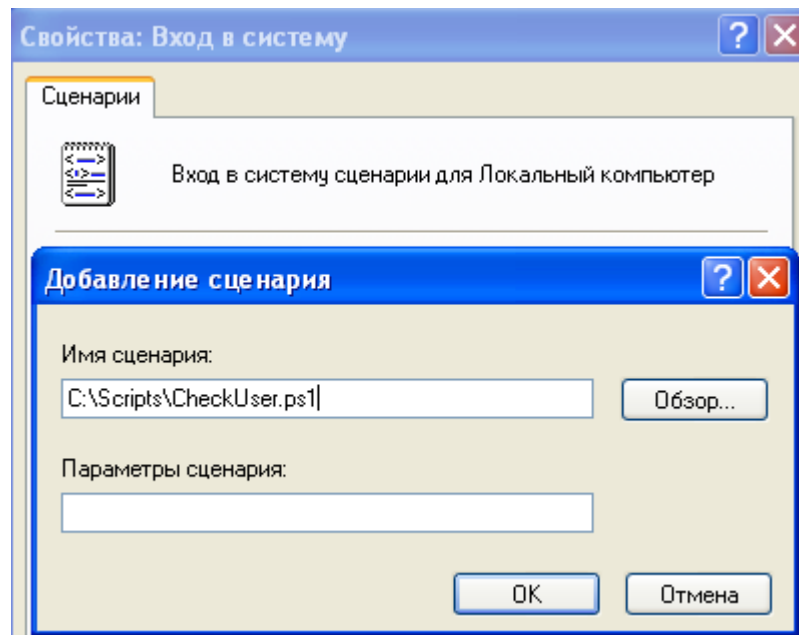 Свойства: Вход в систему
Сценарии
Вход в систему сценарии для Локальный компьютер
Добавление сценария
Имя сценария:
C:\Scripts\CheckUser.ps1
Обзор...
Параметры сценария:
OK
Отмена